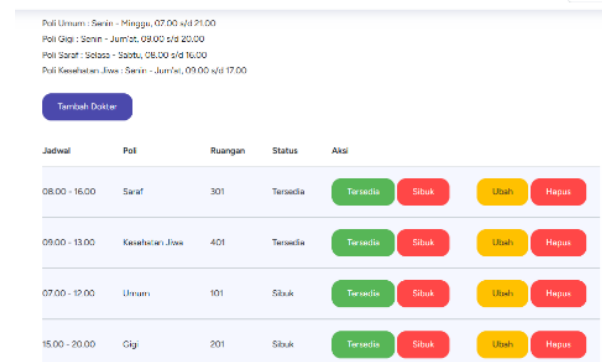 Poli Umum : Senin - Minggu, 07.00 s/d 21.00
Poli Gigi : Senin - Jum'at, 09.00 s/d 20.00
Poli Saraf : Selasa - Sabtu, 08.00 s/d 16.00
Poli Kesehatan Jiwa : Senin - Jum'at, 09.00 s/d 17.00
Tambah Dokter
Jadwal Poli Ruangan Status Aksi
08.00 - 16.00 Saraf 301 Tersedia Tersedia Sibuk Ubah Hapus
09.00 - 13.00 Kesehatan Jiwa 401 Tersedia Tersedia Sibuk Ubah Hapus
07.00 - 12.00 Umum 101 Sibuk Tersedia Sibuk Ubah Hapus
15.00 - 20.00 Gigi 201 Sibuk Tersedia Sibuk Ubah Hapus